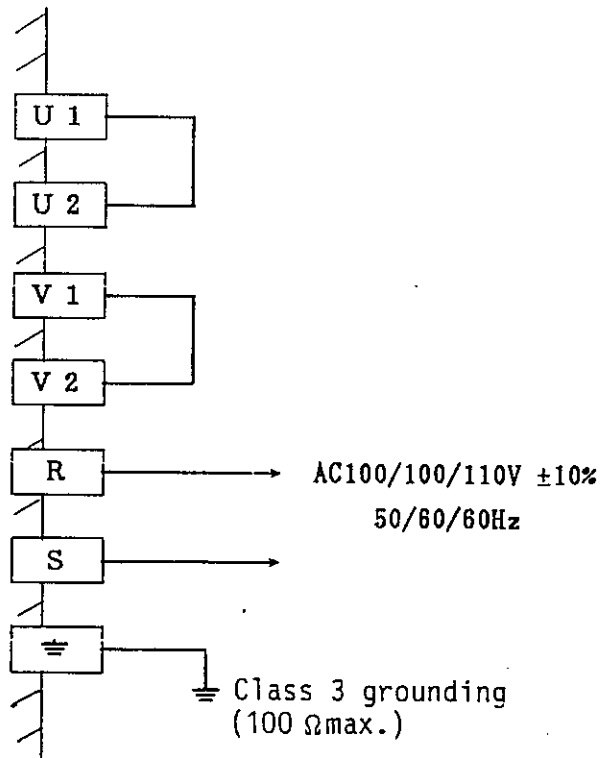 U 1
U 2
V 1
V 2
R
AC100/100/110V ±10%
50/60/60Hz
S
Class 3 grounding
(100 Ωmax.)